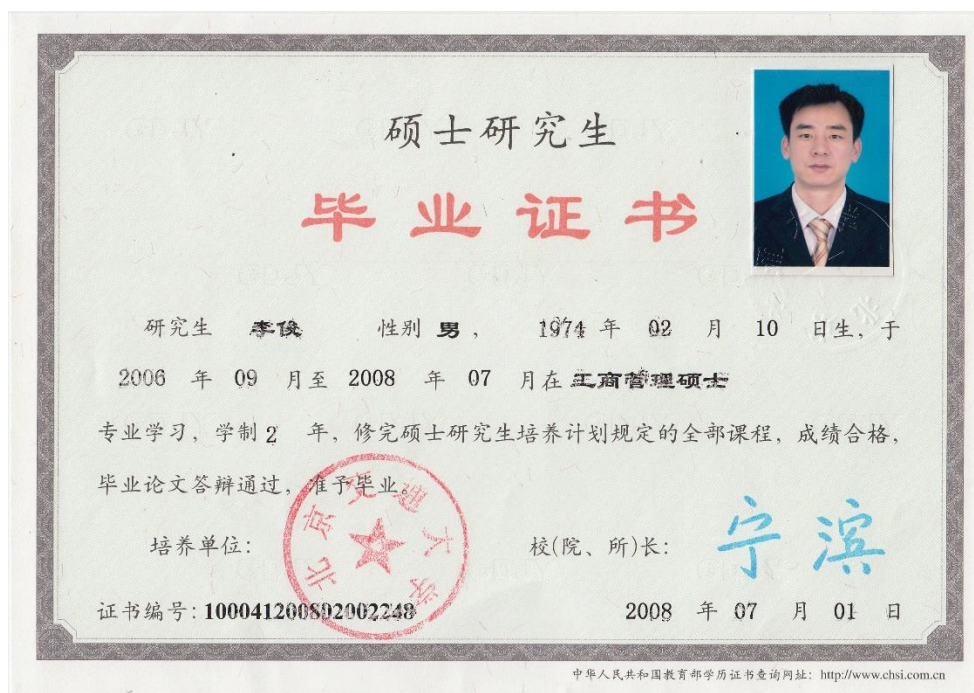 硕士研究生
毕业证书
研究生 李俊 性别 男， 1974 年 02 月 10 日生，于
2006 年 09 月至 2008 年 07 月在 工商管理硕士
专业学习，学制 2 年，修完硕士研究生培养计划规定的全部课程，成绩合格，
毕业论文答辩通过，准予毕业。
北京交通大学
培养单位： 校(院、所)长： 宁滨
证书编号：100041200802002248 2008 年 07 月 01 日
中华人民共和国教育部学历证书查询网址：http://www.chsi.com.cn